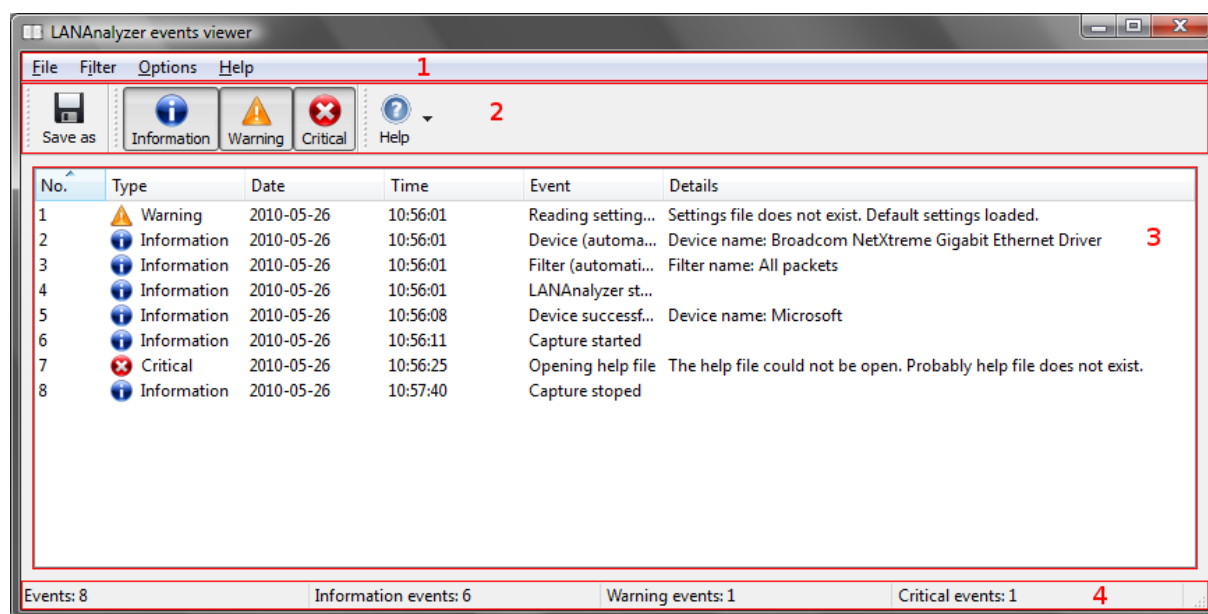 LANAnalyzer events viewer
File Filter Options Help 1
Save as Information Warning Critical Help 2
No. Type Date Time Event Details
1 Warning 2010-05-26 10:56:01 Reading setting... Settings file does not exist. Default settings loaded.
2 Information 2010-05-26 10:56:01 Device (automa... Device name: Broadcom NetXtreme Gigabit Ethernet Driver 3
3 Information 2010-05-26 10:56:01 Filter (automati... Filter name: All packets
4 Information 2010-05-26 10:56:01 LANAnalyzer st...
5 Information 2010-05-26 10:56:08 Device successf... Device name: Microsoft
6 Information 2010-05-26 10:56:11 Capture started
7 Critical 2010-05-26 10:56:25 Opening help file The help file could not be open. Probably help file does not exist.
8 Information 2010-05-26 10:57:40 Capture stoped
Events: 8 Information events: 6 Warning events: 1 Critical events: 1 4